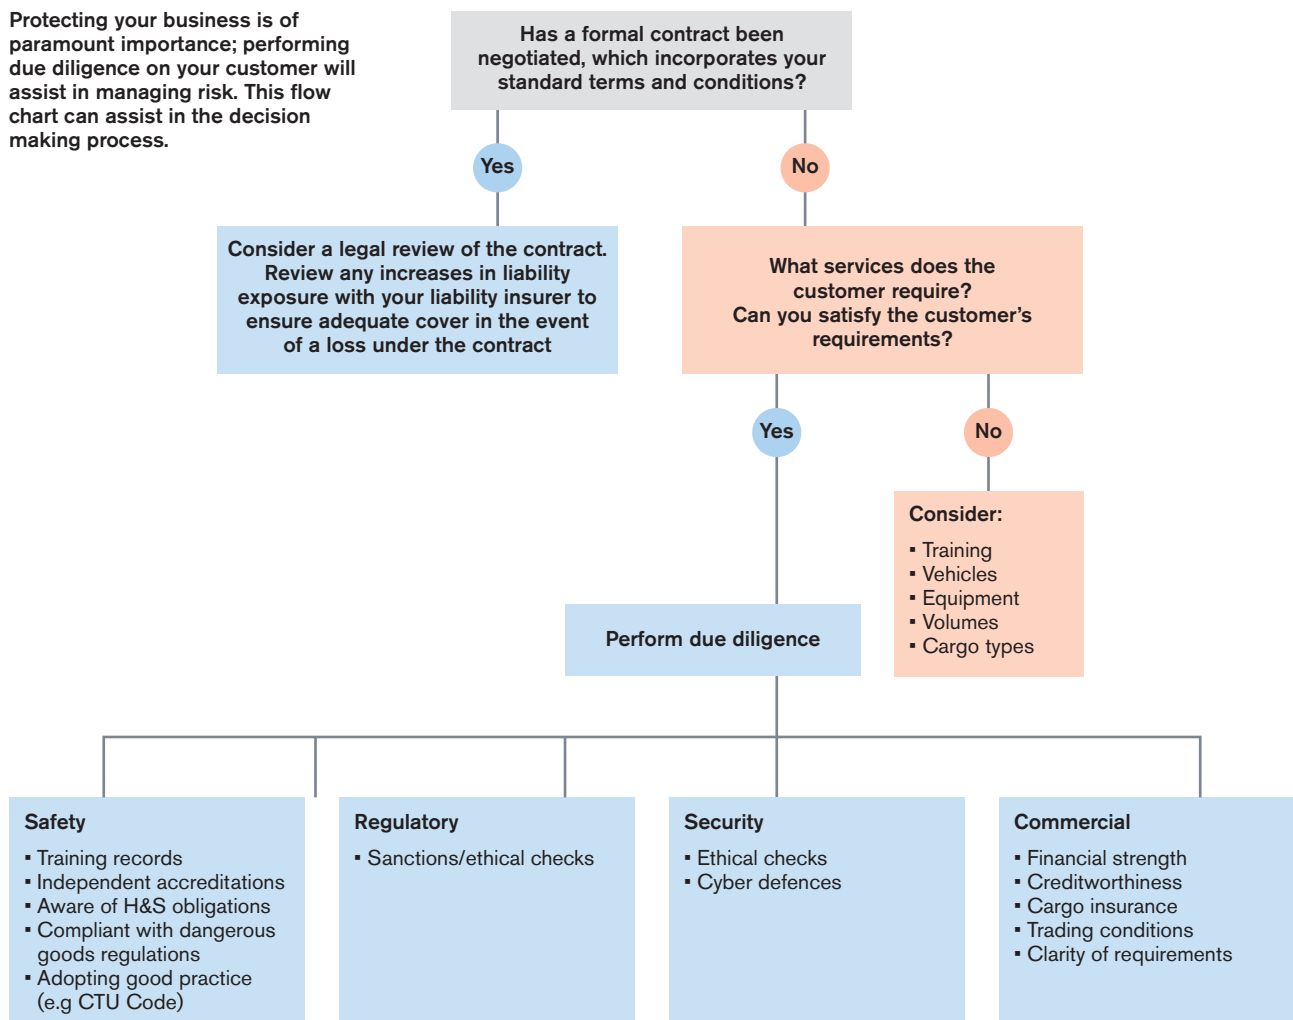 Protecting your business is of
paramount importance; performing
due diligence on your customer will
assist in managing risk. This flow
chart can assist in the decision
making process.
Has a formal contract been
negotiated, which incorporates your
standard terms and conditions?
Yes
No
Consider a legal review of the contract.
Review any increases in liability
exposure with your liability insurer to
ensure adequate cover in the event
of a loss under the contract
What services does the
customer require?
Can you satisfy the customer's
requirements?
Yes
No
Consider:
▪ Training
▪ Vehicles
▪ Equipment
▪ Volumes
▪ Cargo types
Perform due diligence
Safety
▪ Training records
▪ Independent accreditations
▪ Aware of H&S obligations
▪ Compliant with dangerous
goods regulations
▪ Adopting good practice
(e.g CTU Code)
Regulatory
▪ Sanctions/ethical checks
Security
▪ Ethical checks
▪ Cyber defences
Commercial
▪ Financial strength
▪ Creditworthiness
▪ Cargo insurance
▪ Trading conditions
▪ Clarity of requirements